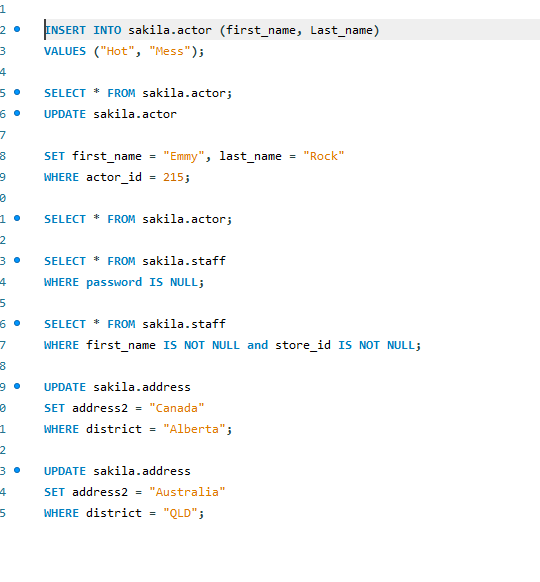 1
2 INSERT INTO sakila.actor (first_name, Last_name)
3 VALUES ("Hot", "Mess");
4
5 SELECT * FROM sakila.actor;
6 UPDATE sakila.actor
7
8 SET first_name = "Emmy", last_name = "Rock"
9 WHERE actor_id = 215;
0
1 SELECT * FROM sakila.actor;
2
3 SELECT * FROM sakila.staff
4 WHERE password IS NULL;
5
6 SELECT * FROM sakila.staff
7 WHERE first_name IS NOT NULL and store_id IS NOT NULL;
8
9 UPDATE sakila.address
0 SET address2 = "Canada"
1 WHERE district = "Alberta";
2
3 UPDATE sakila.address
4 SET address2 = "Australia"
5 WHERE district = "QLD";